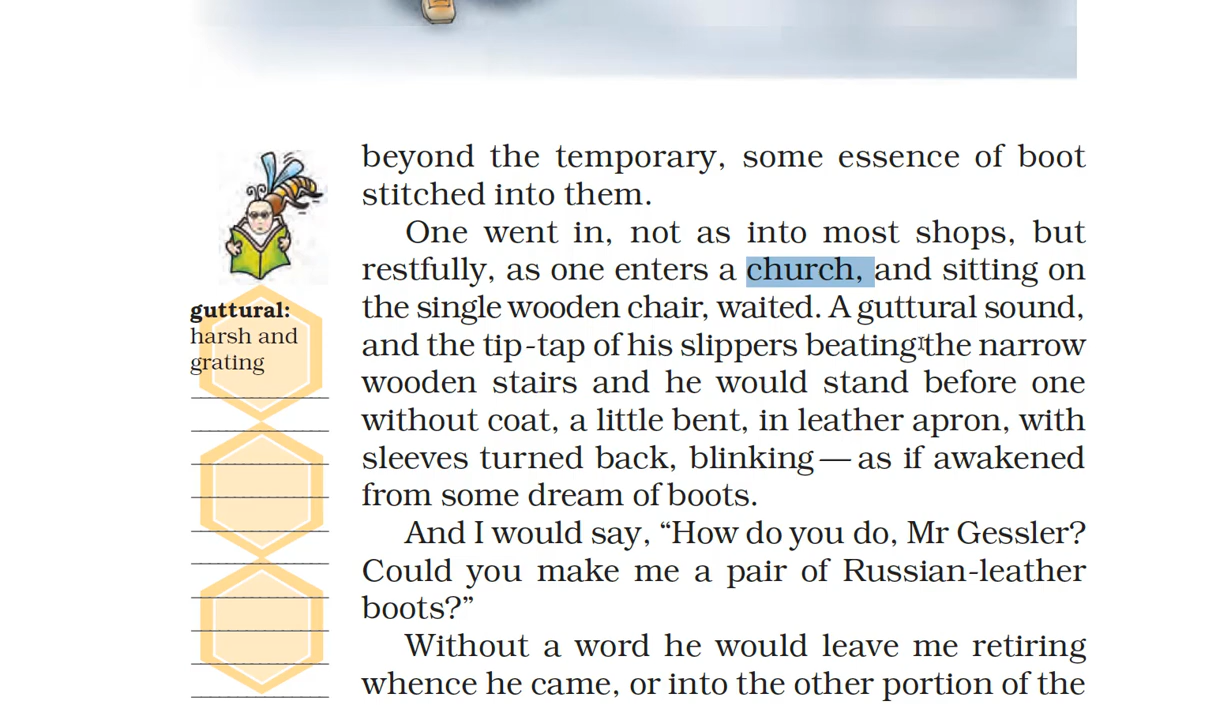 beyond the temporary, some essence of boot
stitched into them.
One went in, not as into most shops, but
restfully, as one enters a church, and sitting on
the single wooden chair, waited. A guttural sound,
and the tip-tap of his slippers beating the narrow
wooden stairs and he would stand before one
without coat, a little bent, in leather apron, with
sleeves turned back, blinking — as if awakened
from some dream of boots.
And I would say, “How do you do, Mr Gessler?
Could you make me a pair of Russian-leather
boots?”
Without a word he would leave me retiring
whence he came, or into the other portion of the
guttural:
harsh and
grating